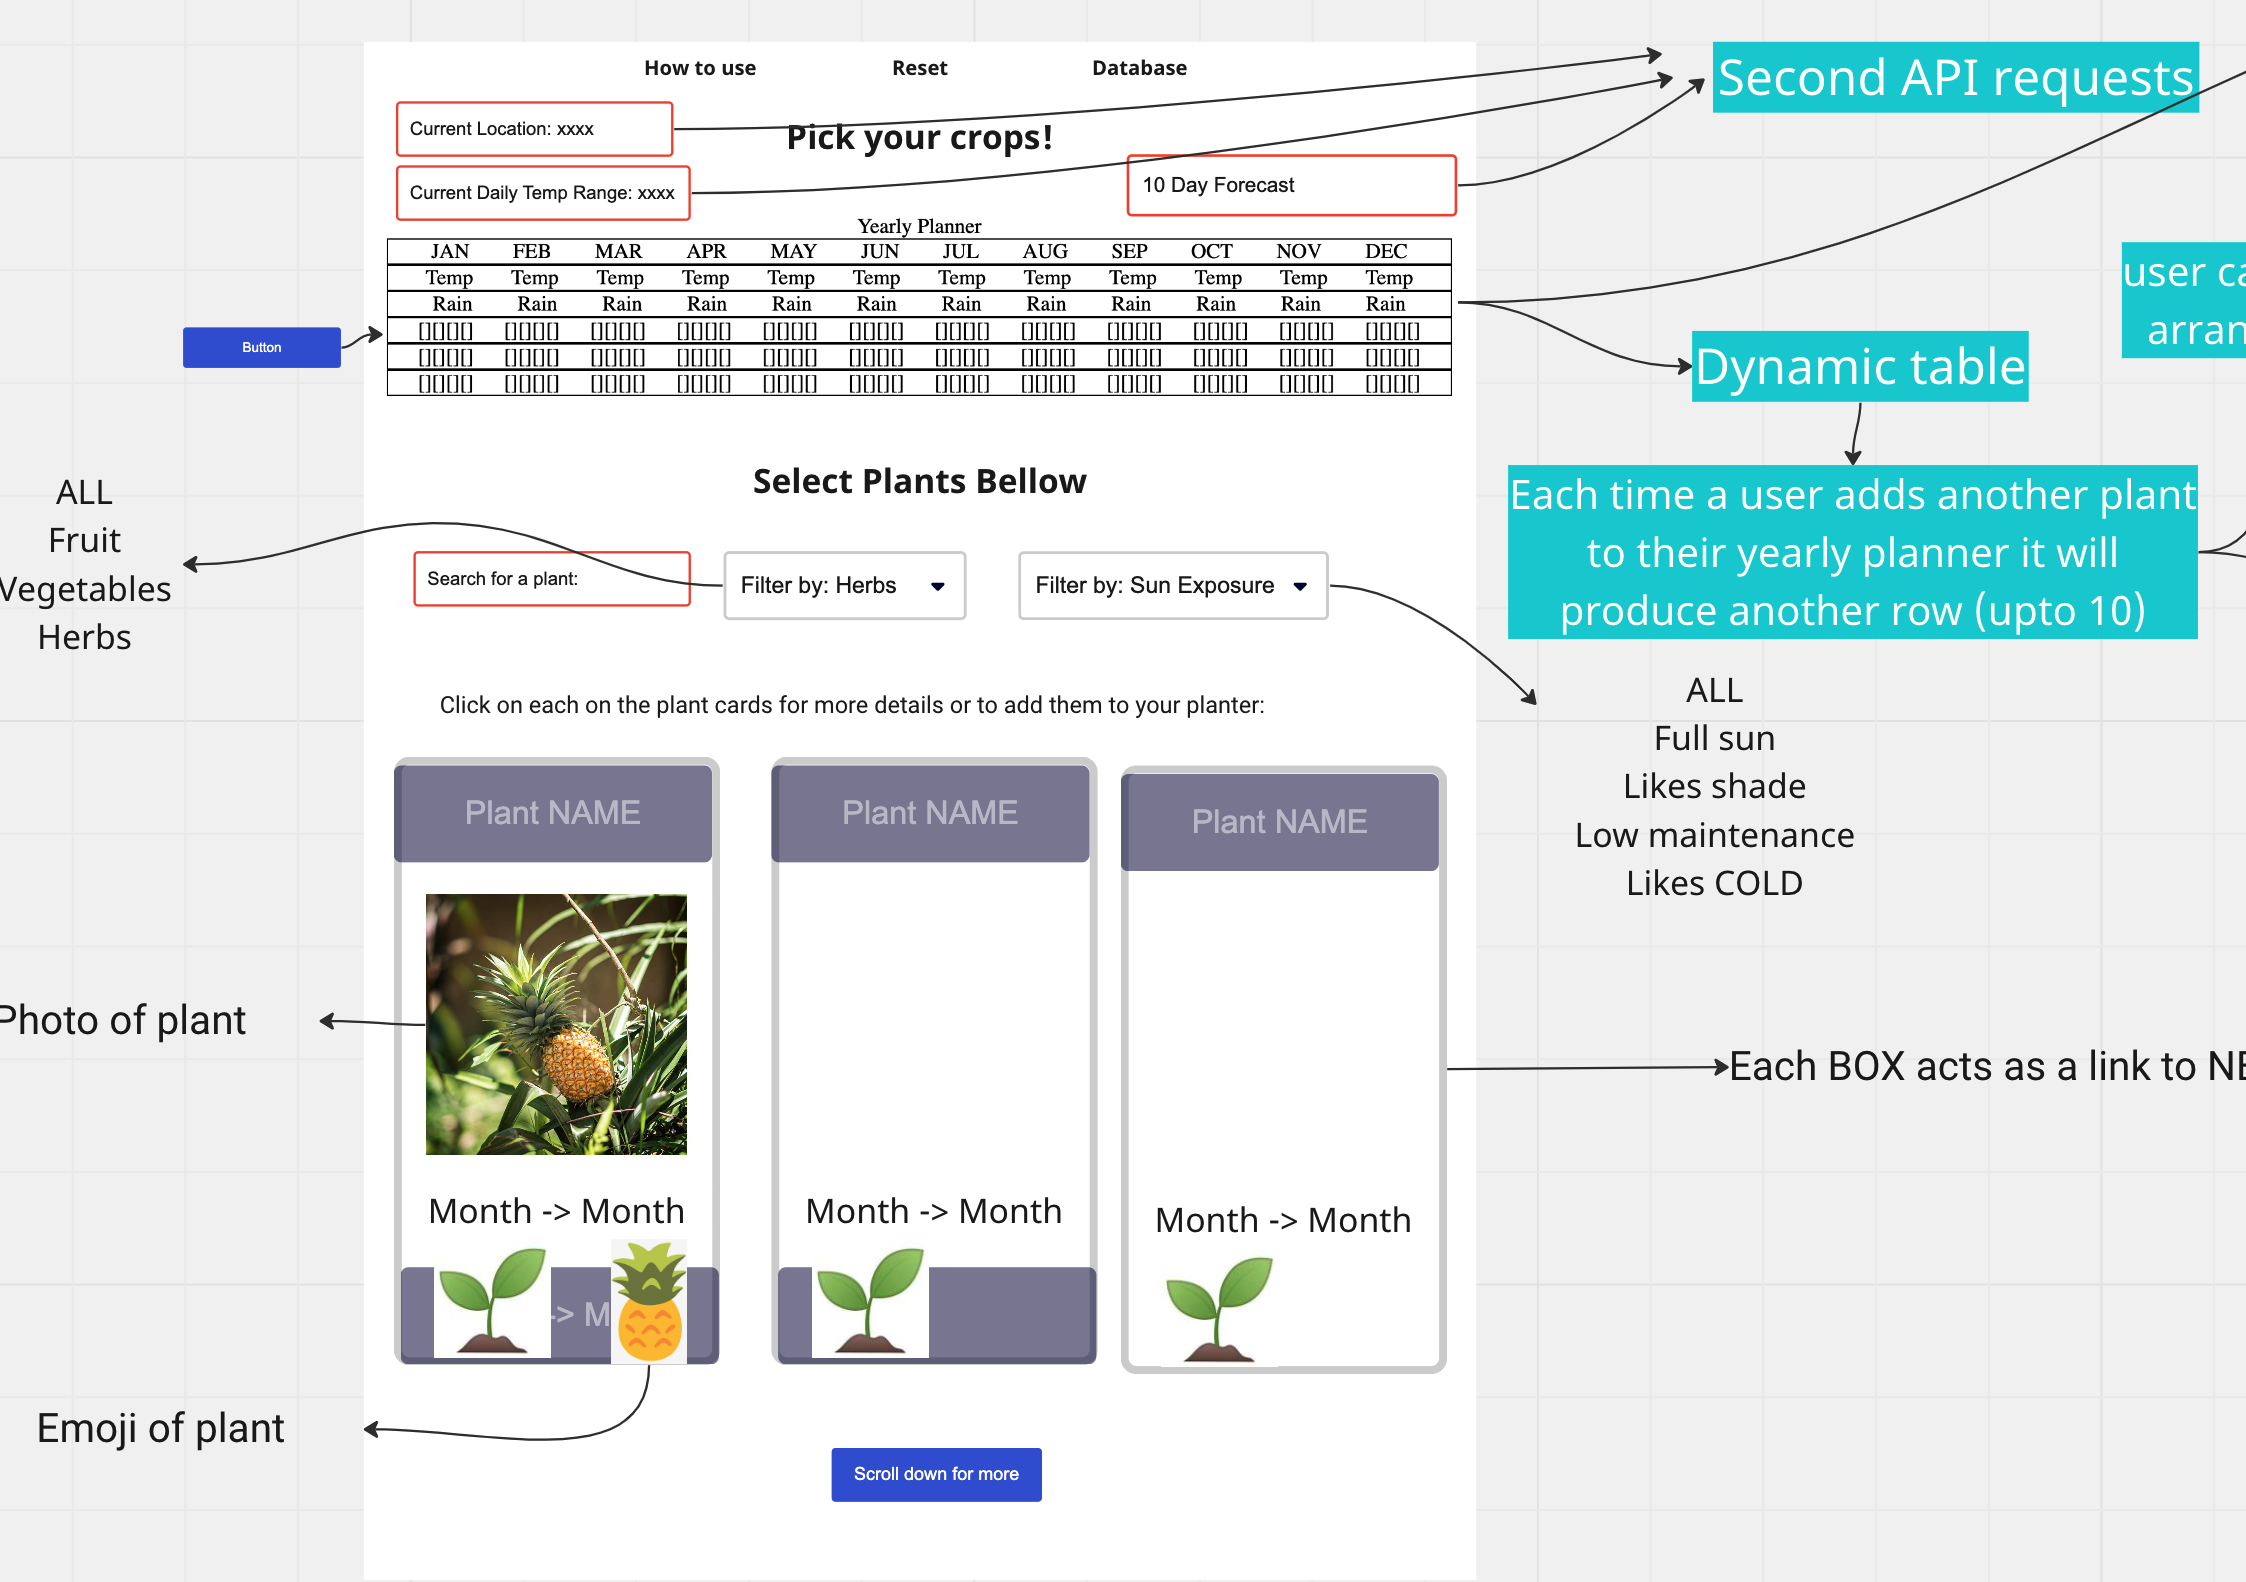 How to use Reset Database
Second API requests
Current Location: xxxx
Pick your crops!
Current Daily Temp Range: xxxx
10 Day Forecast
Yearly Planner
JAN FEB MAR APR MAY JUN JUL AUG SEP OCT NOV DEC
Temp Temp Temp Temp Temp Temp Temp Temp Temp Temp Temp Temp
Rain Rain Rain Rain Rain Rain Rain Rain Rain Rain Rain Rain
[][][][] [][][][] [][][][] [][][][] [][][][] [][][][] [][][][] [][][][] [][][][] [][][][] [][][][] [][][][]
[][][][] [][][][] [][][][] [][][][] [][][][] [][][][] [][][][] [][][][] [][][][] [][][][] [][][][] [][][][]
[][][][] [][][][] [][][][] [][][][] [][][][] [][][][] [][][][] [][][][] [][][][] [][][][] [][][][] [][][][]
Button
user
Dynamic table
Each time a user adds another plant
to their yearly planner it will
produce another row (upto 10)
Select Plants Bellow
ALL
Fruit
Vegetables
Herbs
Search for a plant:
Filter by: Herbs
Filter by: Sun Exposure
ALL
Full sun
Likes shade
Low maintenance
Likes COLD
Click on each on the plant cards for more details or to add them to your planter:
Plant NAME
Plant NAME
Plant NAME
Photo of plant
Each BOX acts as a link to
Month -> Month
Month -> Month
Month -> Month
-> M
Emoji of plant
Scroll down for more